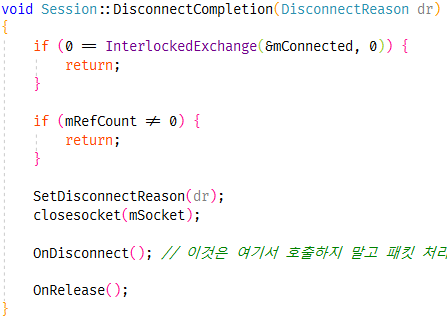 void Session::DisconnectCompletion(DisconnectReason dr)
{
if (0 == InterlockedExchange(&mConnected, 0)) {
return;
}
if (mRefCount ≠ 0) {
return;
}
SetDisconnectReason(dr);
closesocket(mSocket);
OnDisconnect(); // 이것은 여기서 호출하지 말고 패킷 처리
OnRelease();
}